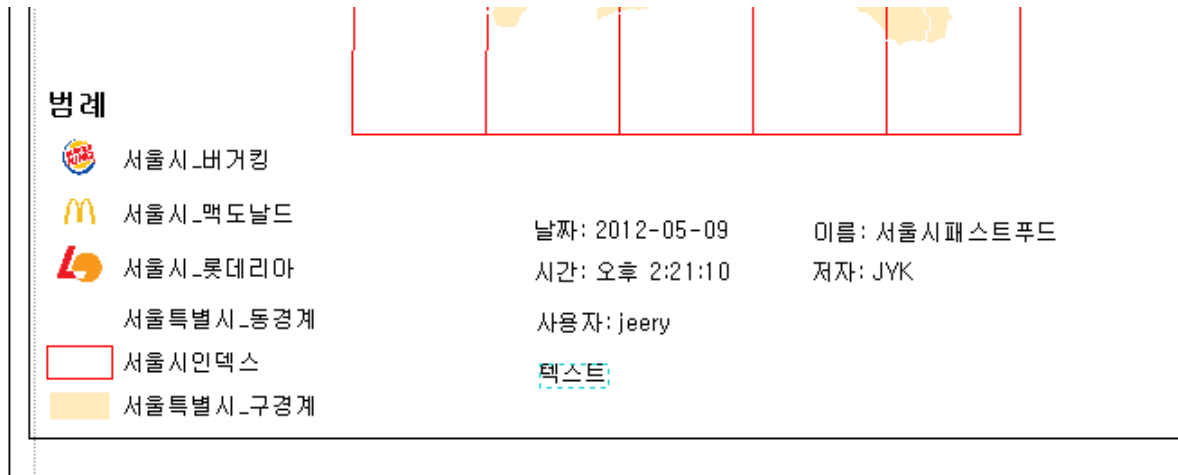 범례
서울시_버거킹
서울시_맥도날드
서울시_롯데리아
서울특별시_동경계
서울시인덱스
서울특별시_구경계
날짜: 2012-05-09
시간: 오후 2:21:10
사용자: jeery
텍스트
이름: 서울시패스트푸드
저자: JYK